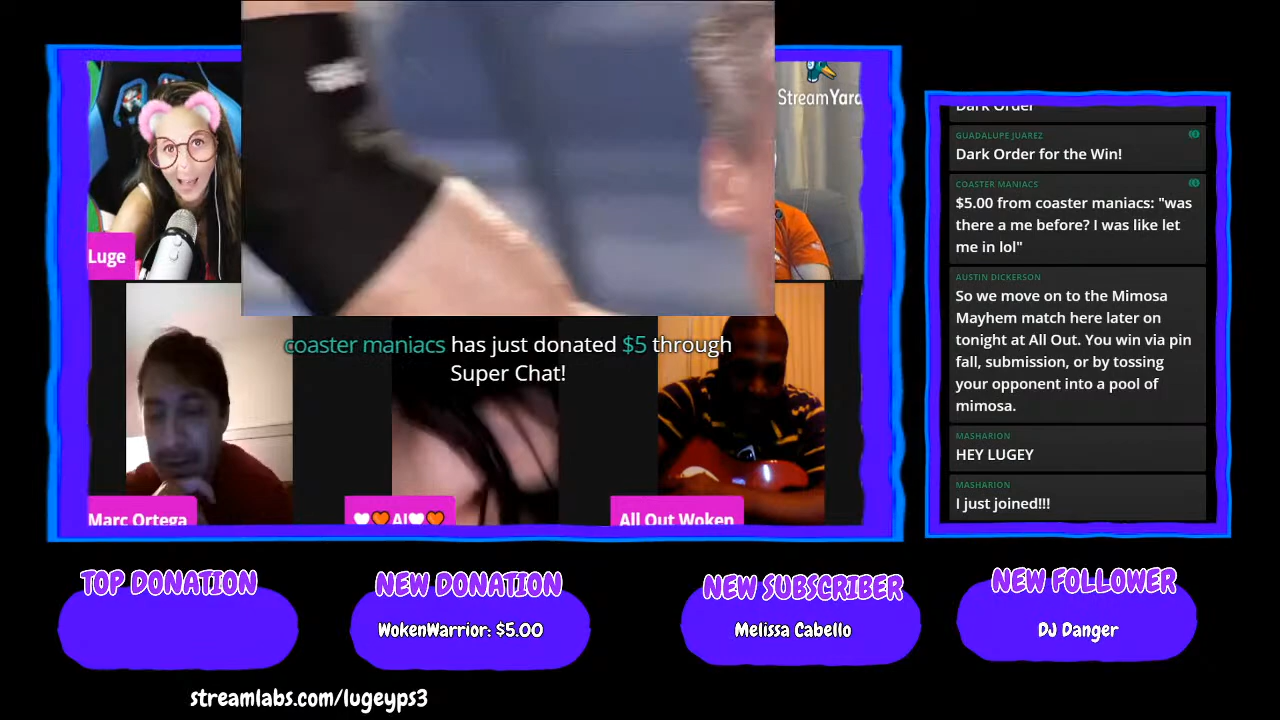 StreamYard
Luge
coaster maniacs has just donated $5 through
Super Chat!
Marc Ortega
🤍🧡Al🤍🧡
All Out Woken
Dark Order
GUADALUPE JUAREZ
Dark Order for the Win!
COASTER MANIACS
$5.00 from coaster maniacs: "was
there a me before? I was like let
me in lol"
AUSTIN DICKERSON
So we move on to the Mimosa
Mayhem match here later on
tonight at All Out. You win via pin
fall, submission, or by tossing
your opponent into a pool of
mimosa.
MASHARION
HEY LUGEY
MASHARION
I just joined!!!
TOP DONATION
NEW DONATION
WokenWarrior: $5.00
NEW SUBSCRIBER
Melissa Cabello
NEW FOLLOWER
DJ Danger
streamlabs.com/lugeyps3